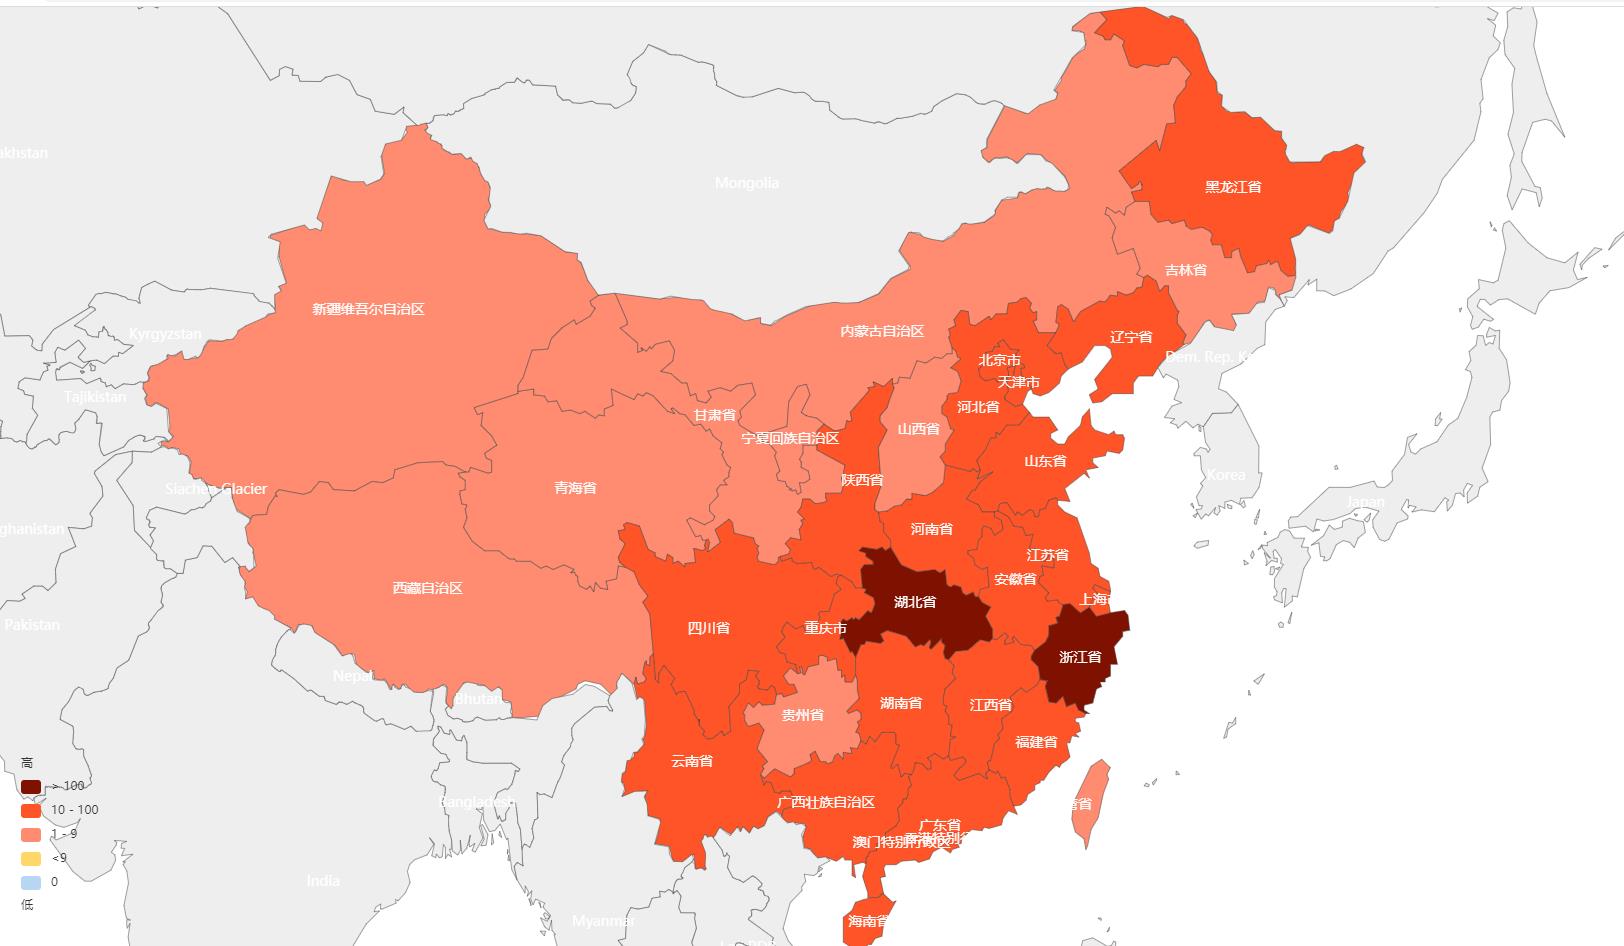 akhstan
Mongolia
黑龙江省
吉林省
新疆维吾尔自治区
Kyrgyzstan
内蒙古自治区
辽宁省
Dem. Rep. Ko
北京市
天津市
Tajikistan
河北省
甘肃省
山西省
宁夏回族自治区
山东省
陕西省
Korea
青海省
Siachen Glacier
Japan
ghanistan
河南省
江苏省
安徽省
西藏自治区
湖北省
上海市
Pakistan
四川省
重庆市
浙江省
Nepal
Bhutan
湖南省
江西省
贵州省
福建省
云南省
高
> 100
10 - 100
1 - 9
<9
0
低
Bangladesh
广西壮族自治区
湾省
广东省
香港特别行
澳门特别行政区
India
Myanmar
海南省
Lao PDR